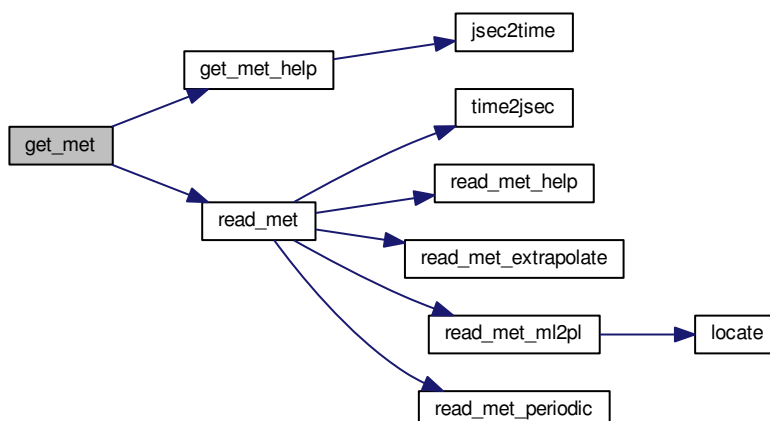 jsec2time
get_met_help
time2jsec
get_met
read_met_help
read_met
read_met_extrapolate
read_met_ml2pl
locate
read_met_periodic